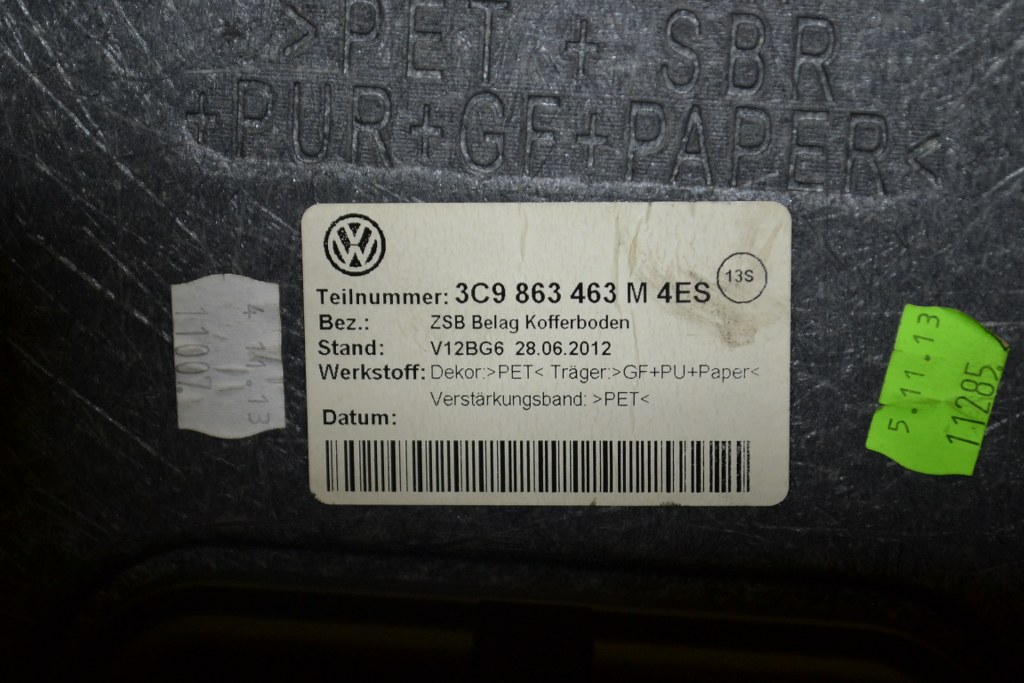 >PET + SBR
+PUR+GF+PAPER<
13S
Teilnummer: 3C9 863 463 M 4ES
Bez.: ZSB Belag Kofferboden
Stand: V12BG6 28.06.2012
Werkstoff: Dekor:>PET< Träger:>GF+PU+Paper<
Verstärkungsband: >PET<
Datum:
5.11.13
11285